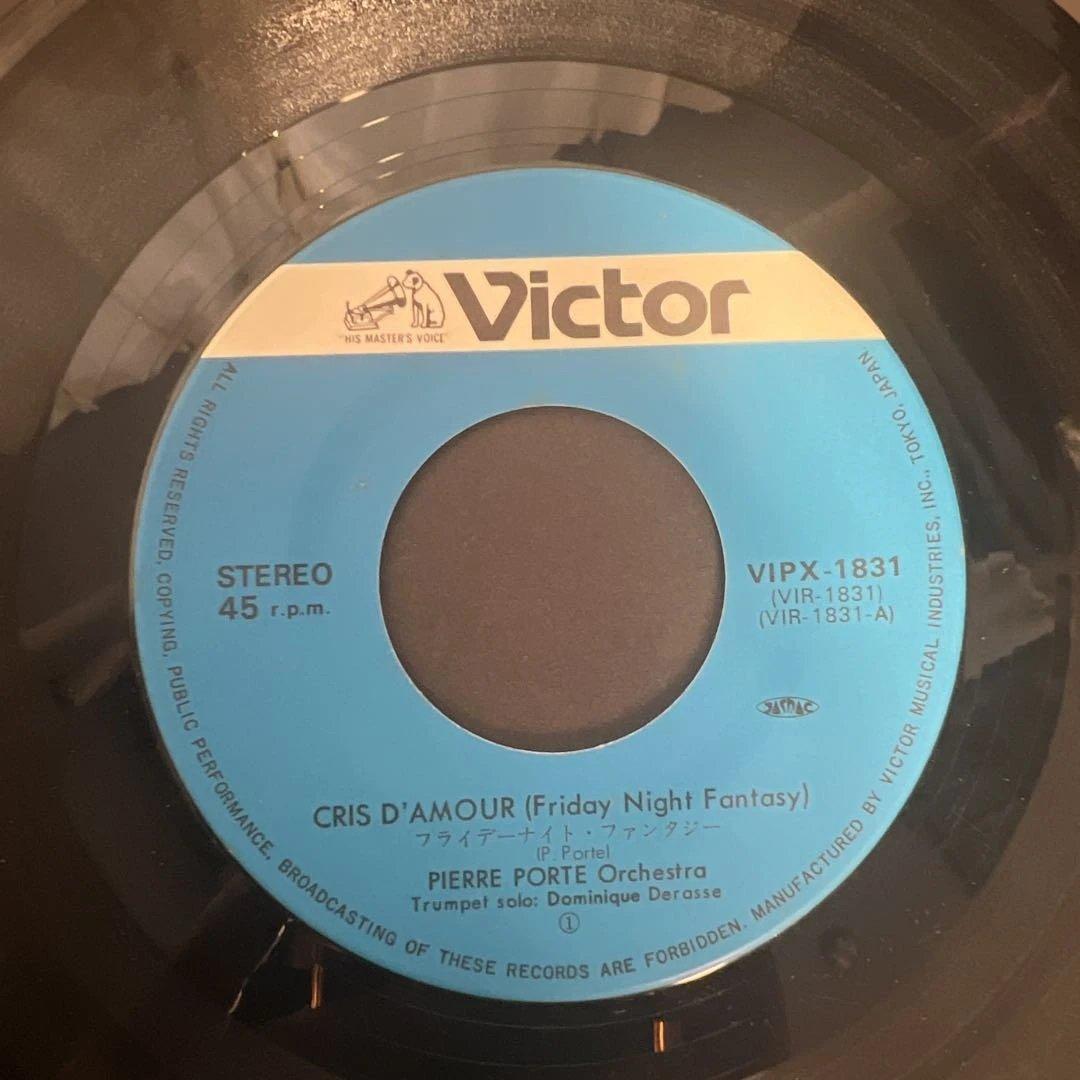 Victor
"HIS MASTER'S VOICE"
STEREO
45 r.p.m.
VIPX-1831
(VIR-1831)
(VIR-1831-A)
JASRAC
CRIS D'AMOUR (Friday Night Fantasy)
フライデーナイト・ファンタジー
(P. Porte)
PIERRE PORTE Orchestra
Trumpet solo: Dominique Derasse
①
ALL RIGHTS RESERVED, COPYING, PUBLIC PERFORMANCE, BROADCASTING OF THESE RECORDS ARE FORBIDDEN. MANUFACTURED BY VICTOR MUSICAL INDUSTRIES, INC., TOKYO, JAPAN